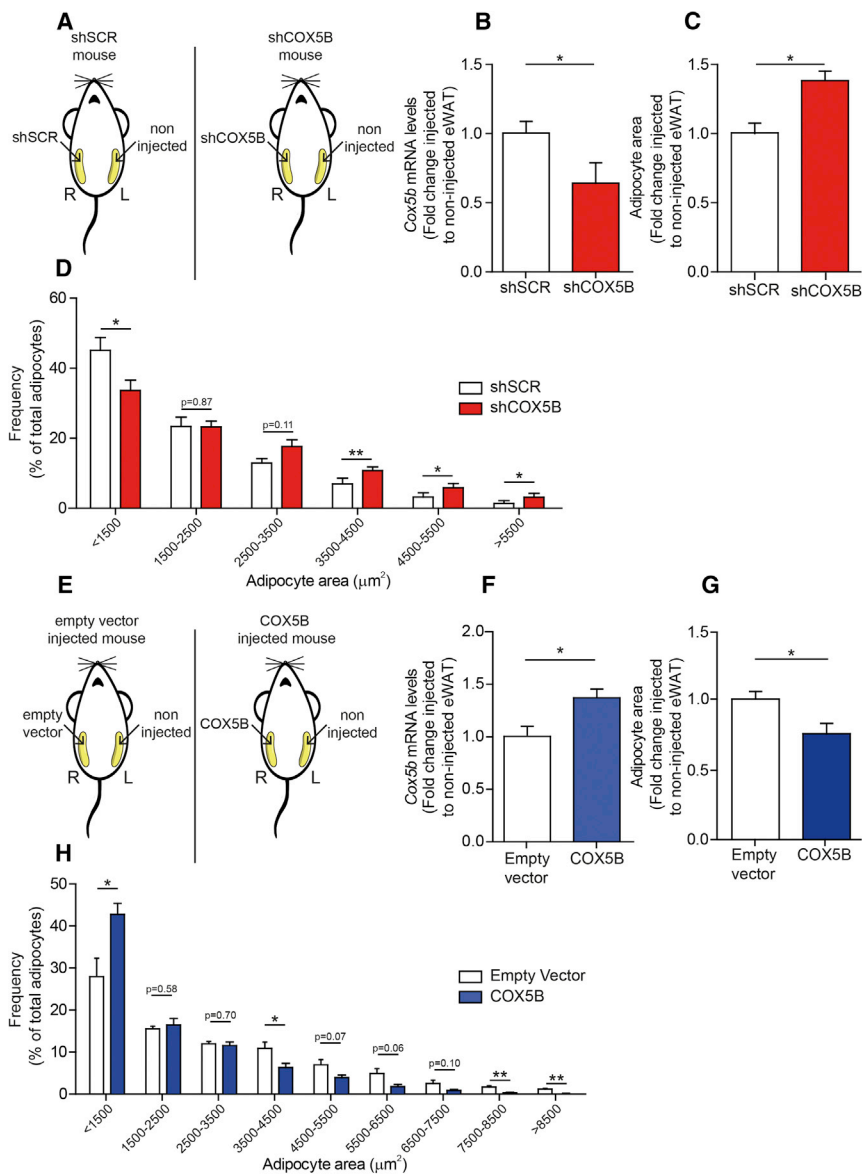 A
shSCR
mouse
shCOX5B
mouse
shSCR
non
injected
shCOX5B
non
injected
R
L
R
L
B
Cox5b mRNA levels
(Fold change injected
to non-injected eWAT)
1.5
1.0
0.5
0.0
*
shSCR
shCOX5B
C
Adipocyte area
(Fold change injected
to non-injected eWAT)
1.5
1.0
0.5
0.0
*
shSCR
shCOX5B
D
Frequency
(% of total adipocytes)
60
40
20
0
*
p=0.87
p=0.11
**
*
*
shSCR
shCOX5B
<1500
1500-2500
2500-3500
3500-4500
4500-5500
>5500
Adipocyte area (μm²)
E
empty vector
injected mouse
COX5B
injected mouse
empty
vector
non
injected
COX5B
non
injected
R
L
R
L
F
Cox5b mRNA levels
(Fold change injected
to non-injected eWAT)
2.0
1.5
1.0
0.5
0.0
*
Empty
vector
COX5B
G
Adipocyte area
(Fold change injected
to non-injected eWAT)
1.5
1.0
0.5
0.0
*
Empty
vector
COX5B
H
Frequency
(% of total adipocytes)
50
40
30
20
10
0
*
p=0.58
p=0.70
*
p=0.07
p=0.06
p=0.10
**
**
Empty Vector
COX5B
<1500
1500-2500
2500-3500
3500-4500
4500-5500
5500-6500
6500-7500
7500-8500
>8500
Adipocyte area (μm²)